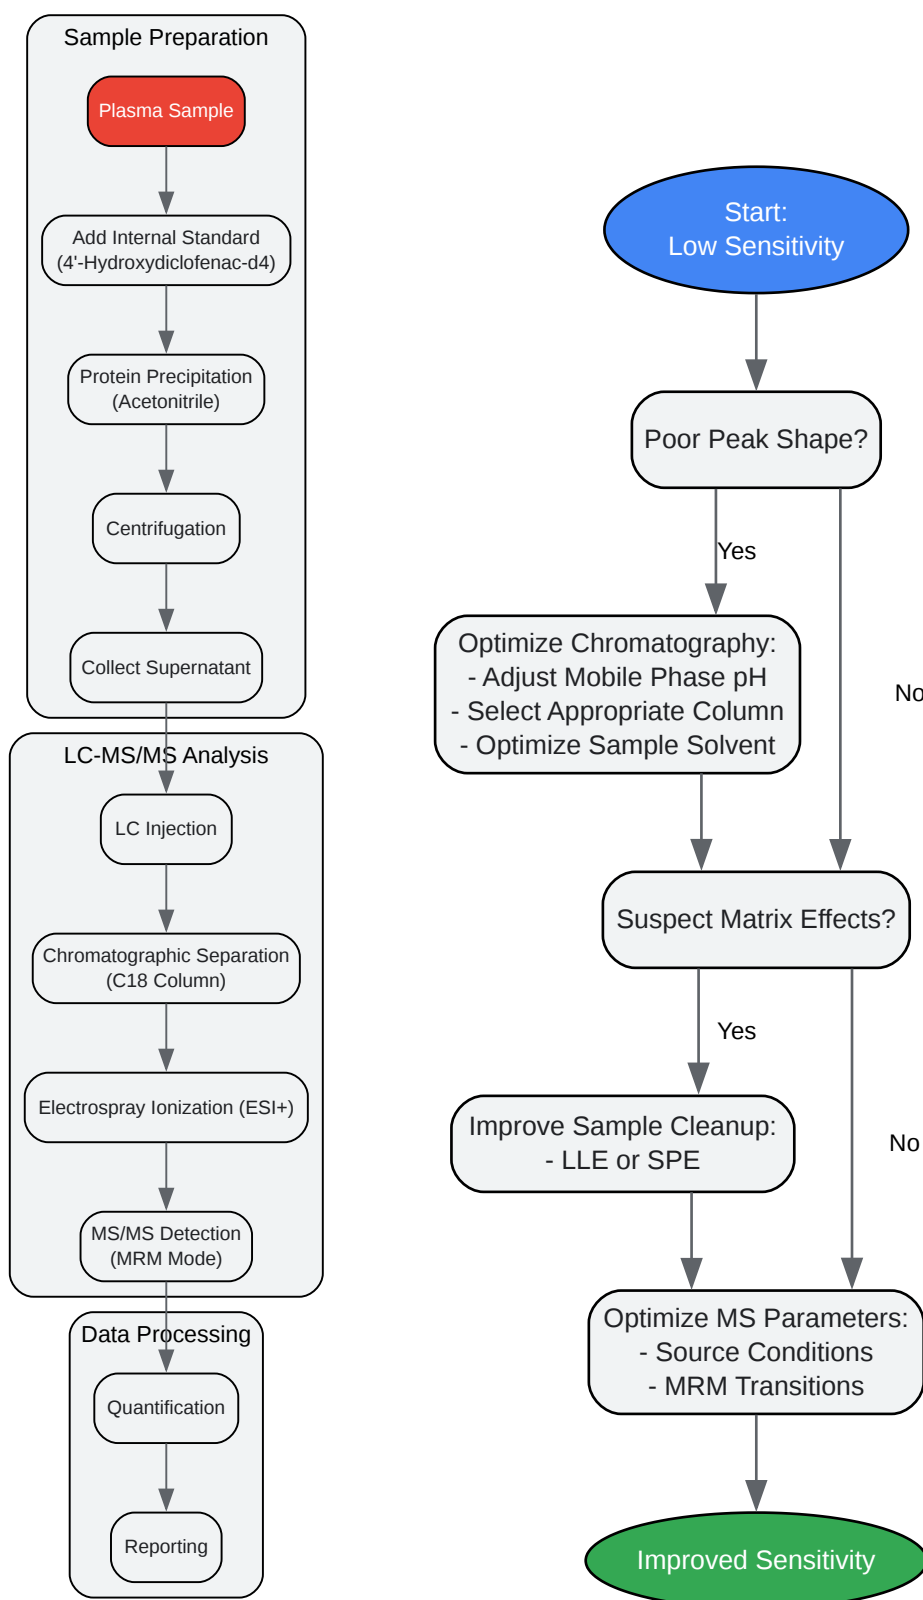 Sample Preparation
Plasma Sample
Add Internal Standard
(4'-Hydroxydiclofenac-d4)
Protein Precipitation
(Acetonitrile)
Centrifugation
Collect Supernatant
LC-MS/MS Analysis
LC Injection
Chromatographic Separation
(C18 Column)
Electrospray Ionization (ESI+)
MS/MS Detection
(MRM Mode)
Data Processing
Quantification
Reporting
Start:
Low Sensitivity
Poor Peak Shape?
Yes
No
Optimize Chromatography:
- Adjust Mobile Phase pH
- Select Appropriate Column
- Optimize Sample Solvent
Suspect Matrix Effects?
Yes
No
Improve Sample Cleanup:
- LLE or SPE
Optimize MS Parameters:
- Source Conditions
- MRM Transitions
Improved Sensitivity